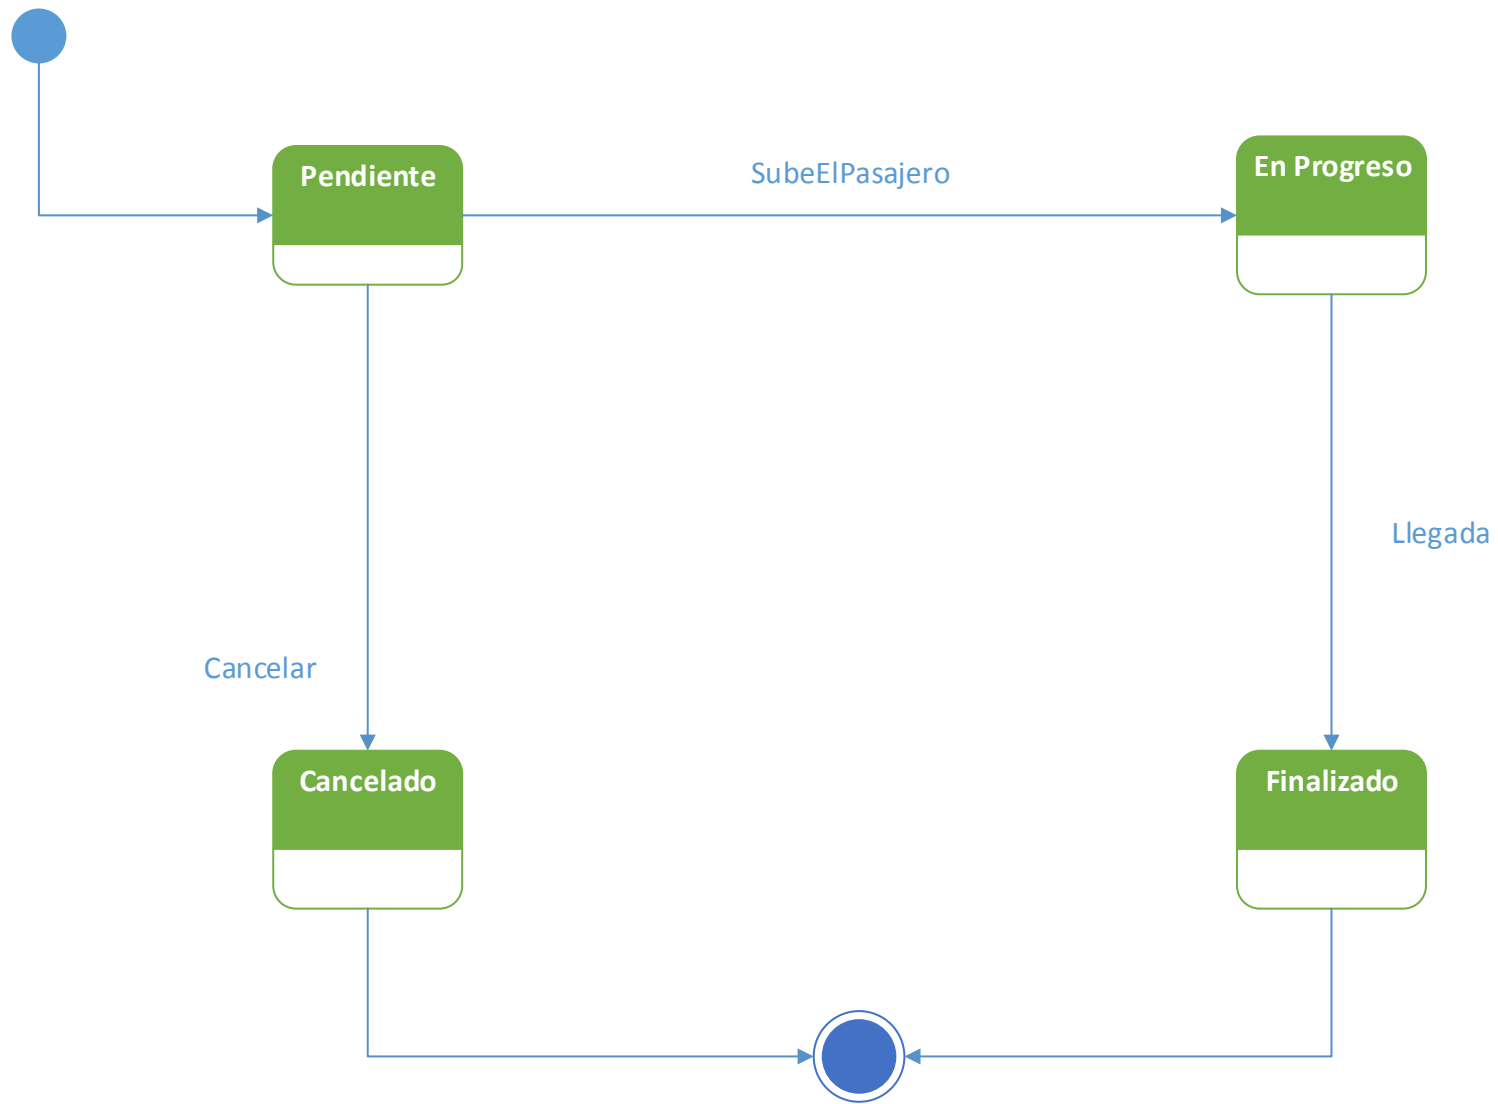 Pendiente
SubeElPasajero
En Progreso
Llegada
Cancelar
Cancelado
Finalizado